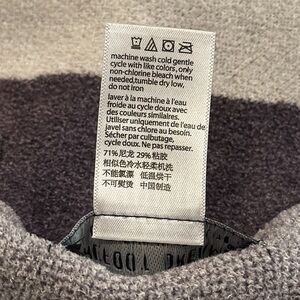 machine wash cold gentle
cycle with like colors, only
non-chlorine bleach when
needed, tumble dry low,
do not Iron
laver à la machine à l'eau
froide au cycle doux avec
des couleurs similaires.
Utiliser uniquement de l'eau de
javel sans chlore au besoin.
Sécher par culbutage,
cycle doux. Ne pas repasser.
71% 尼龙 29% 粘胶
相似色冷水轻柔机洗
不能氯漂 低温烘干
不可熨烫 中国制造